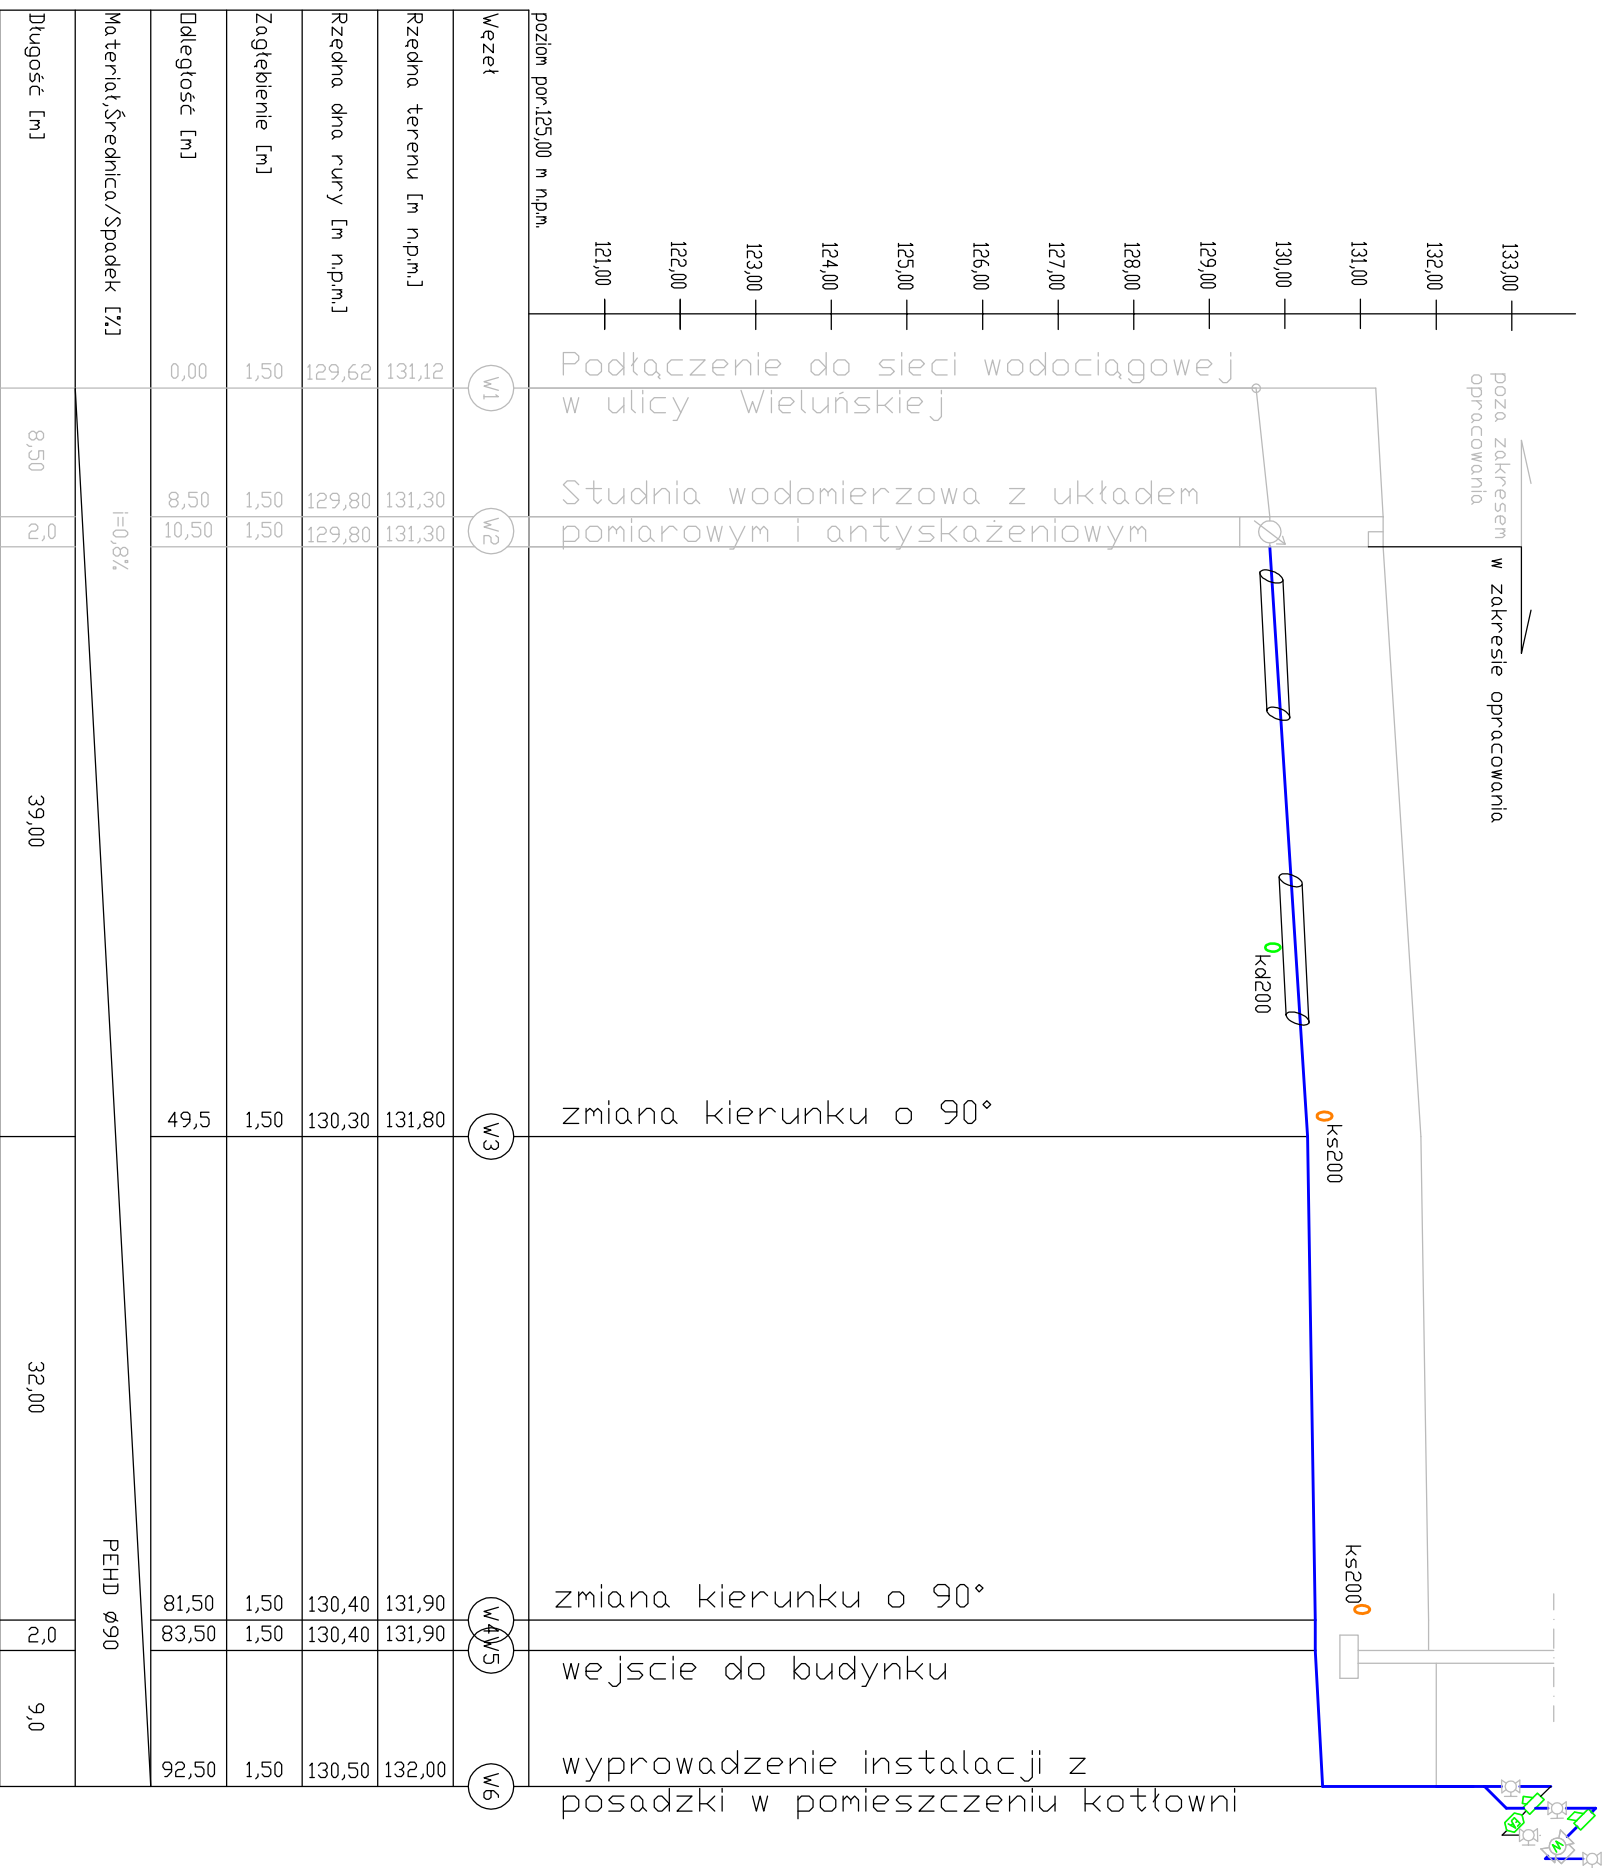 poziom por.125,00 m n.p.m.
133,00
132,00
131,00
130,00
129,00
128,00
127,00
126,00
125,00
124,00
123,00
122,00
121,00
poza zakresem
opracowania
w zakresie opracowania
Podłączenie do sieci wodociągowej
w ulicy Wieluńskiej
Studnia wodomierzowa z układem
pomiarowym i antyskażeniowym
zmiana kierunku o 90°
zmiana kierunku o 90°
wejscie do budynku
wyprowadzenie instalacji z
posadzki w pomieszczeniu kotłowni
kd200
ks200
ks200
EA
W
Węzeł
W1
W2
W3
W4
W5
W6
Rzędna terenu [m n.p.m.]
131,12
131,30
131,30
131,80
131,90
131,90
132,00
Rzędna dna rury [m n.p.m.]
129,62
129,80
129,80
130,30
130,40
130,40
130,50
Zagłębienie [m]
1,50
1,50
1,50
1,50
1,50
1,50
1,50
Odległość [m]
0,00
8,50
10,50
49,5
81,50
83,50
92,50
Materiał,Średnica/Spadek [%]
i=0,8%
PEHD ø90
Długość [m]
8,50
2,0
39,00
32,00
2,0
9,0